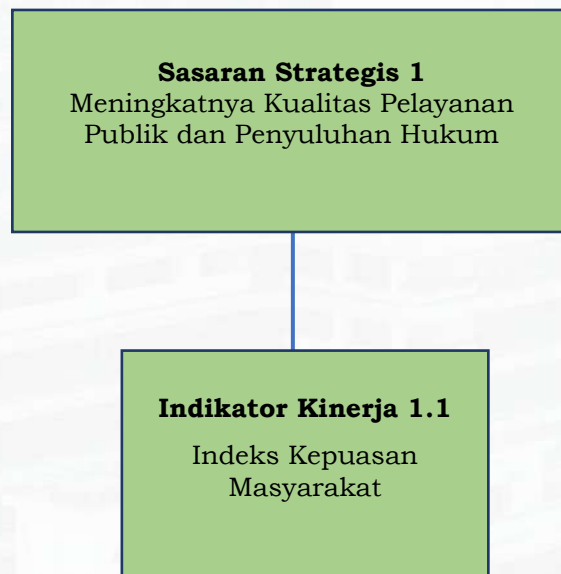 Sasaran Strategis 1
Meningkatnya Kualitas Pelayanan
Publik dan Penyuluhan Hukum
Indikator Kinerja 1.1
Indeks Kepuasan
Masyarakat